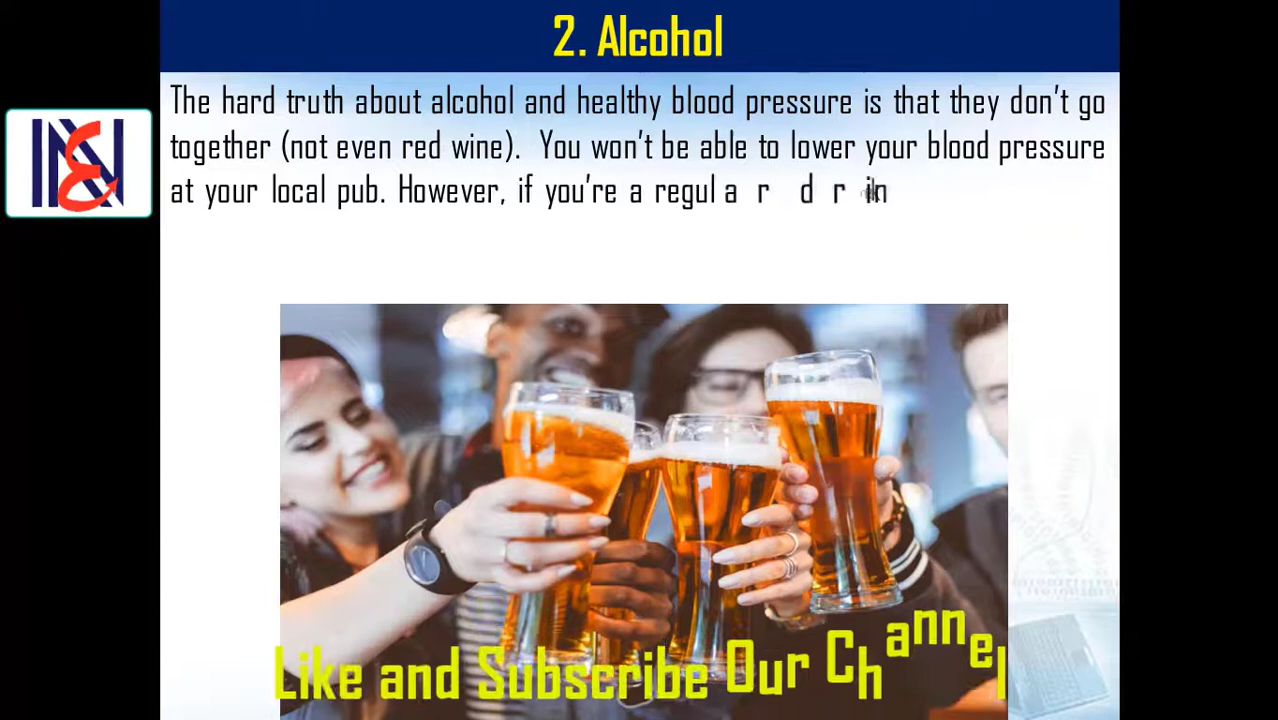 2. Alcohol
The hard truth about alcohol and healthy blood pressure is that they don't go
together (not even red wine). You won't be able to lower your blood pressure
at your local pub. However, if you're a regular drin
Like and Subscribe Our Channel